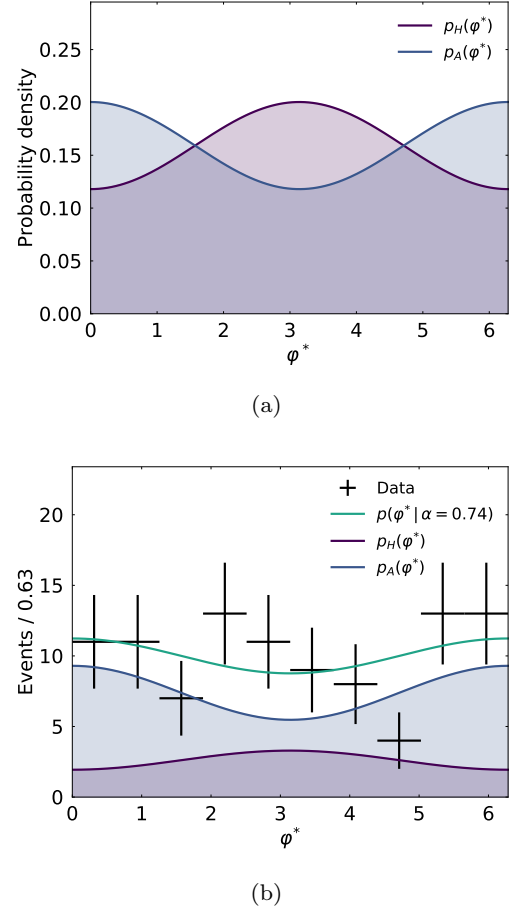 p_H(φ*)
p_A(φ*)
Probability density
0.25
0.20
0.15
0.10
0.05
0.00
0 1 2 3 4 5 6
φ*
(a)
Data
p(φ* | α = 0.74)
p_H(φ*)
p_A(φ*)
Events / 0.63
20
15
10
5
0
0 1 2 3 4 5 6
φ*
(b)